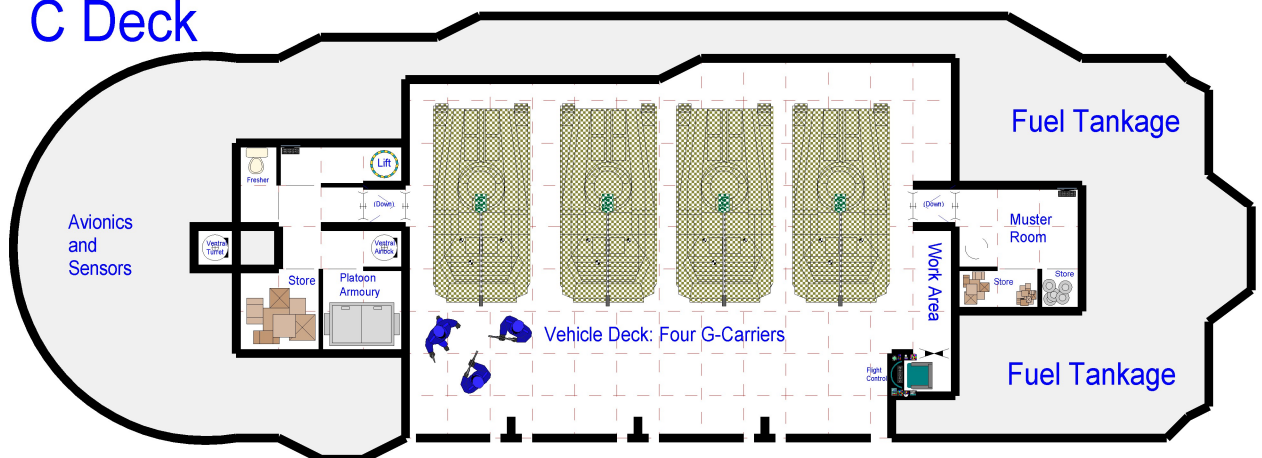 C Deck
Fuel Tankage
Lift
Fresher
(Down)
(Down)
Avionics
and
Sensors
Muster
Room
Ventral
Turret
Ventral
Airlock
Work Area
Store
Platoon
Armoury
Store
Store
Vehicle Deck: Four G-Carriers
Flight
Control
Fuel Tankage